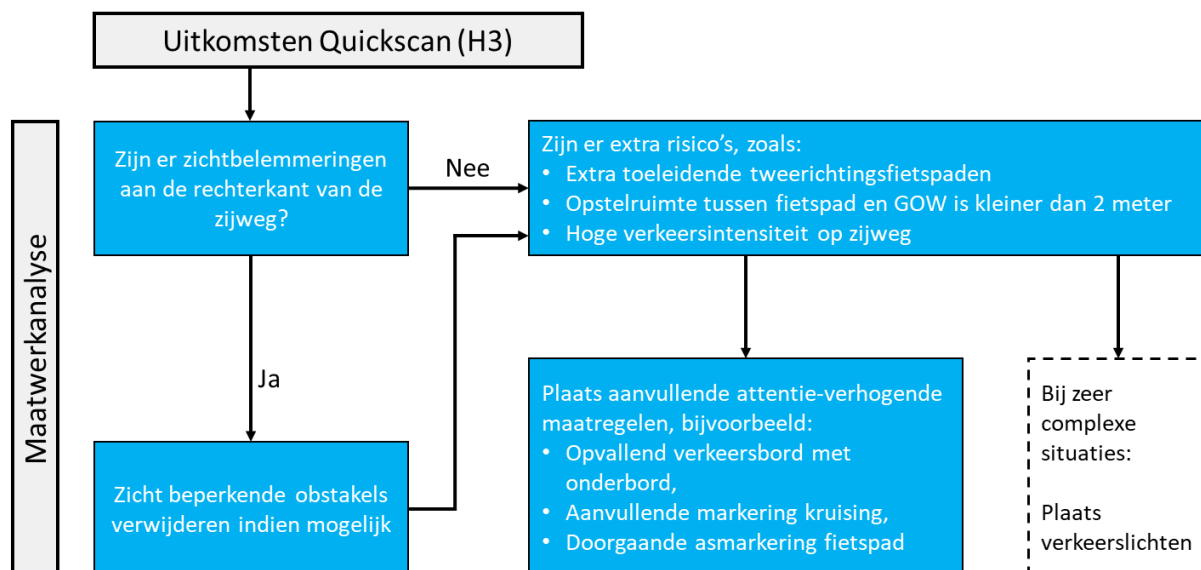 Uitkomsten Quickscan (H3)
Maatwerkanalyse
Zijn er zichtbelemmeringen
aan de rechterkant van de
zijweg?
Nee
Zijn er extra risico’s, zoals:
• Extra toeleidende tweerichtingsfietspaden
• Opstelruimte tussen fietspad en GOW is kleiner dan 2 meter
• Hoge verkeersintensiteit op zijweg
Ja
Zicht beperkende obstakels
verwijderen indien mogelijk
Plaats aanvullende attentie-verhogende
maatregelen, bijvoorbeeld:
• Opvallend verkeersbord met
onderbord,
• Aanvullende markering kruising,
• Doorgaande asmarkering fietspad
Bij zeer
complexe
situaties:
Plaats
verkeerslichten